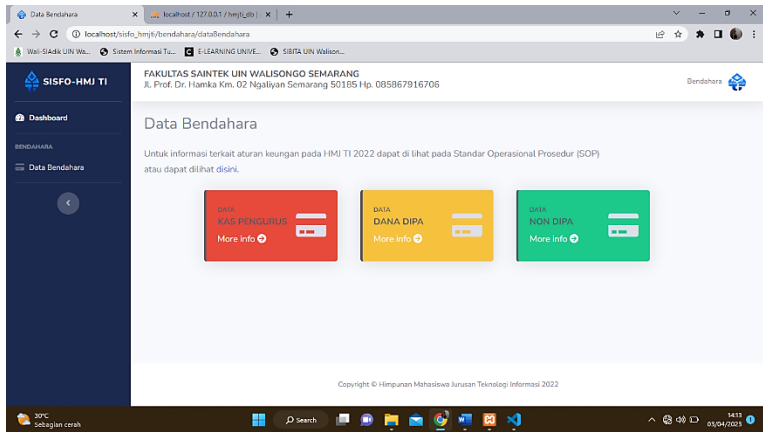 Data Bendahara
localhost / 127.0.0.1 / hmjti_db |
localhost/sisfo_hmjti/bendahara/dataBendahara
Wali-SIAdik UIN Wa...
Sistem Informasi Tu...
E-LEARNING UNIVE...
SIBITA UIN Walison...
SISFO-HMJ TI
FAKULTAS SAINTEK UIN WALISONGO SEMARANG
Jl. Prof. Dr. Hamka Km. 02 Ngaliyan Semarang 50185 Hp. 085867916706
Bendahara
Dashboard
BENDAHARA
Data Bendahara
Data Bendahara
Untuk informasi terkait aturan keungan pada HMJ TI 2022 dapat di lihat pada Standar Operasional Prosedur (SOP)
atau dapat dilihat disini.
DATA
KAS PENGURUS
More info
DATA
DANA DIPA
More info
DATA
NON DIPA
More info
Copyright © Himpunan Mahasiswa Jurusan Teknologi Informasi 2022
30°C
Sebagian cerah
Search
14:13
03/04/2023